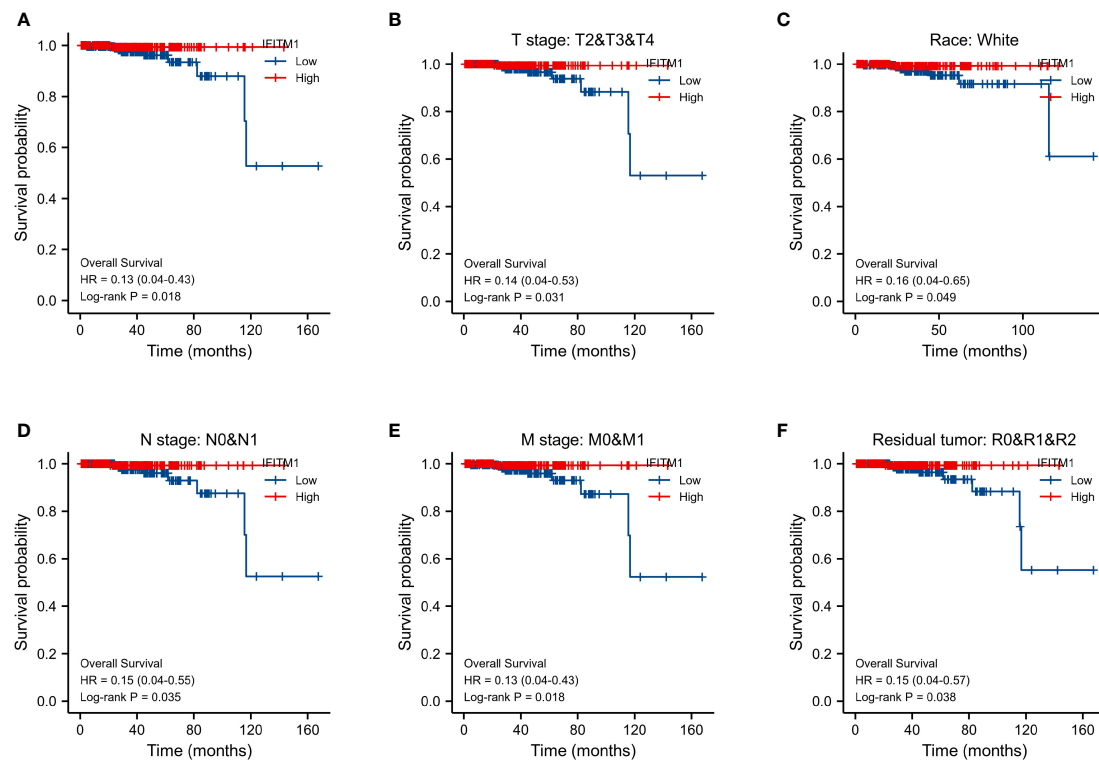 A
IFITM1
Low
High
Survival probability
1.0
0.8
0.6
0.4
0.2
0.0
Overall Survival
HR = 0.13 (0.04-0.43)
Log-rank P = 0.018
0 40 80 120 160
Time (months)
B
T stage: T2&T3&T4
IFITM1
Low
High
Survival probability
1.0
0.8
0.6
0.4
0.2
0.0
Overall Survival
HR = 0.14 (0.04-0.53)
Log-rank P = 0.031
0 40 80 120 160
Time (months)
C
Race: White
IFITM1
Low
High
Survival probability
1.0
0.8
0.6
0.4
0.2
0.0
Overall Survival
HR = 0.16 (0.04-0.65)
Log-rank P = 0.049
0 50 100
Time (months)
D
N stage: N0&N1
IFITM1
Low
High
Survival probability
1.0
0.8
0.6
0.4
0.2
0.0
Overall Survival
HR = 0.15 (0.04-0.55)
Log-rank P = 0.035
0 40 80 120 160
Time (months)
E
M stage: M0&M1
IFITM1
Low
High
Survival probability
1.0
0.8
0.6
0.4
0.2
0.0
Overall Survival
HR = 0.13 (0.04-0.43)
Log-rank P = 0.018
0 40 80 120 160
Time (months)
F
Residual tumor: R0&R1&R2
IFITM1
Low
High
Survival probability
1.0
0.8
0.6
0.4
0.2
0.0
Overall Survival
HR = 0.15 (0.04-0.57)
Log-rank P = 0.038
0 40 80 120 160
Time (months)